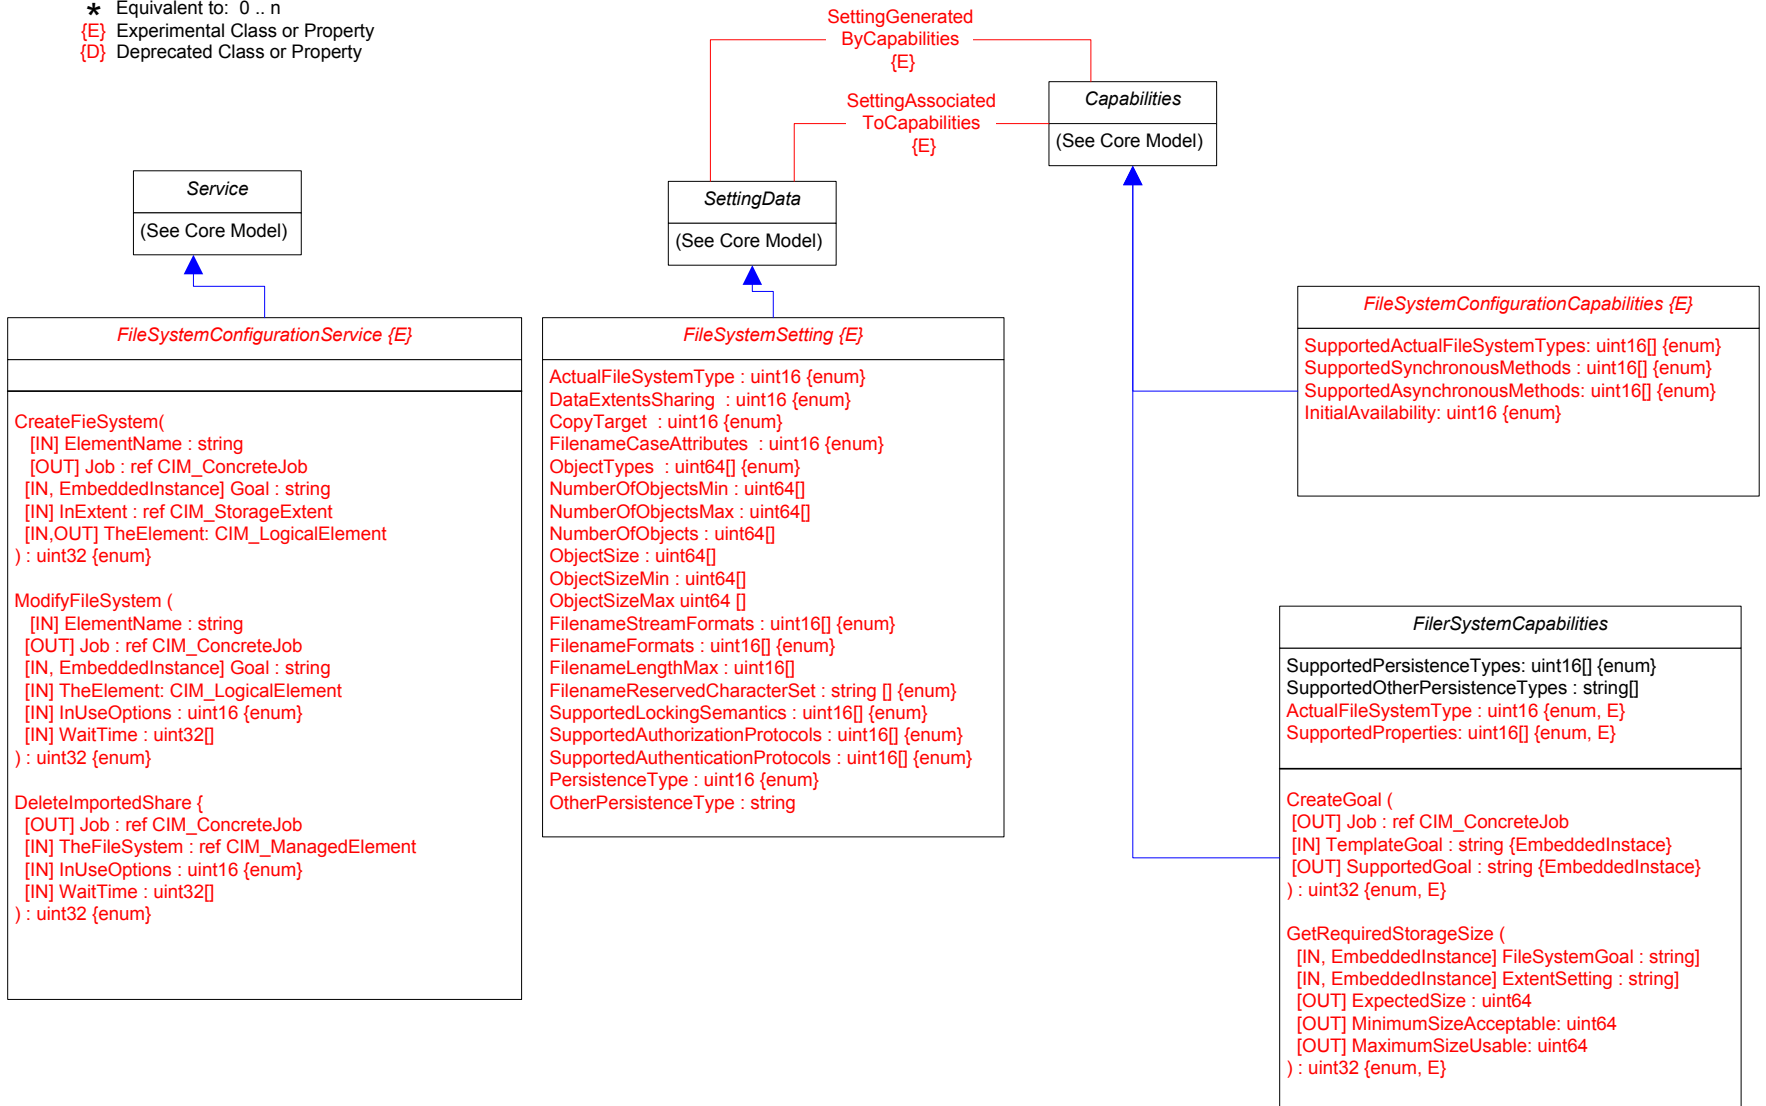 * Equivalent to: 0 .. n
{E} Experimental Class or Property
{D} Deprecated Class or Property
SettingGenerated
ByCapabilities
{E}
SettingAssociated
ToCapabilities
{E}
Capabilities
(See Core Model)
Service
(See Core Model)
SettingData
(See Core Model)
FileSystemConfigurationService {E}
CreateFieSystem(
[IN] ElementName : string
[OUT] Job : ref CIM_ConcreteJob
[IN, EmbeddedInstance] Goal : string
[IN] InExtent : ref CIM_StorageExtent
[IN,OUT] TheElement: CIM_LogicalElement
) : uint32 {enum}
ModifyFileSystem (
[IN] ElementName : string
[OUT] Job : ref CIM_ConcreteJob
[IN, EmbeddedInstance] Goal : string
[IN] TheElement: CIM_LogicalElement
[IN] InUseOptions : uint16 {enum}
[IN] WaitTime : uint32[]
) : uint32 {enum}
DeleteImportedShare {
[OUT] Job : ref CIM_ConcreteJob
[IN] TheFileSystem : ref CIM_ManagedElement
[IN] InUseOptions : uint16 {enum}
[IN] WaitTime : uint32[]
) : uint32 {enum}
FileSystemSetting {E}
ActualFileSystemType : uint16 {enum}
DataExtentsSharing : uint16 {enum}
CopyTarget : uint16 {enum}
FilenameCaseAttributes : uint16 {enum}
ObjectTypes : uint64[] {enum}
NumberOfObjectsMin : uint64[]
NumberOfObjectsMax : uint64[]
NumberOfObjects : uint64[]
ObjectSize : uint64[]
ObjectSizeMin : uint64[]
ObjectSizeMax uint64 []
FilenameStreamFormats : uint16[] {enum}
FilenameFormats : uint16[] {enum}
FilenameLengthMax : uint16[]
FilenameReservedCharacterSet : string [] {enum}
SupportedLockingSemantics : uint16[] {enum}
SupportedAuthorizationProtocols : uint16[] {enum}
SupportedAuthenticationProtocols : uint16[] {enum}
PersistenceType : uint16 {enum}
OtherPersistenceType : string
FileSystemConfigurationCapabilities {E}
SupportedActualFileSystemTypes: uint16[] {enum}
SupportedSynchronousMethods : uint16[] {enum}
SupportedAsynchronousMethods: uint16[] {enum}
InitialAvailability: uint16 {enum}
FilerSystemCapabilities
SupportedPersistenceTypes: uint16[] {enum}
SupportedOtherPersistenceTypes : string[]
ActualFileSystemType : uint16 {enum, E}
SupportedProperties: uint16[] {enum, E}
CreateGoal (
[OUT] Job : ref CIM_ConcreteJob
[IN] TemplateGoal : string {EmbeddedInstace}
[OUT] SupportedGoal : string {EmbeddedInstace}
) : uint32 {enum, E}
GetRequiredStorageSize (
[IN, EmbeddedInstance] FileSystemGoal : string]
[IN, EmbeddedInstance] ExtentSetting : string]
[OUT] ExpectedSize : uint64
[OUT] MinimumSizeAcceptable: uint64
[OUT] MaximumSizeUsable: uint64
) : uint32 {enum, E}